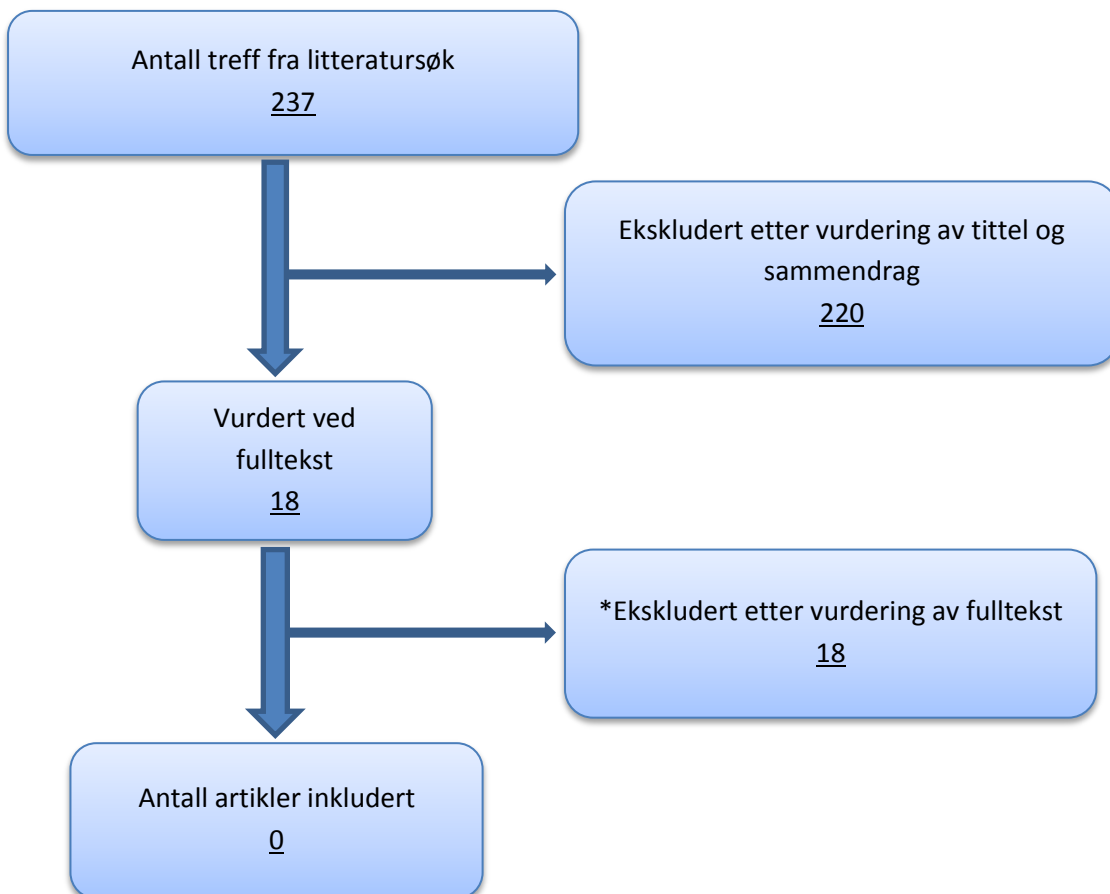 Antall treff fra litteratursøk
237
Ekskludert etter vurdering av tittel og
sammendrag
220
Vurdert ved
fulltekst
18
*Ekskludert etter vurdering av fulltekst
18
Antall artikler inkludert
0